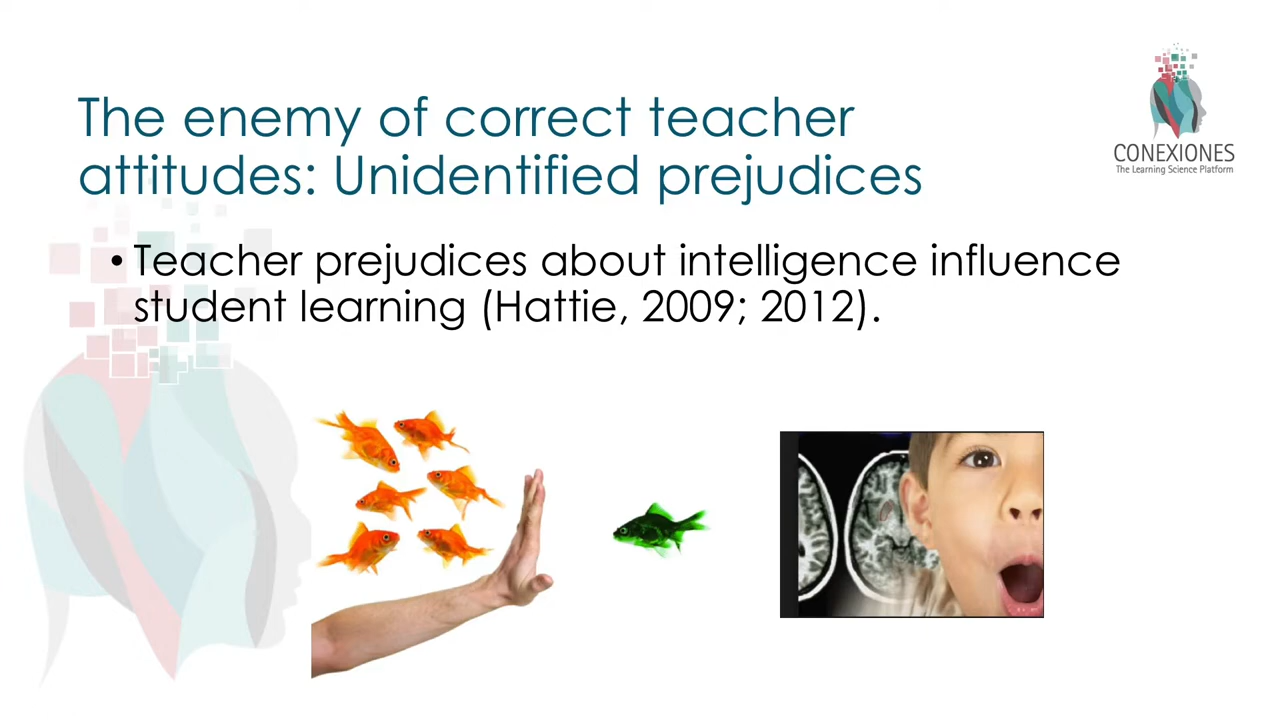 The enemy of correct teacher
attitudes: Unidentified prejudices
CONEXIONES
The Learning Science Platform
• Teacher prejudices about intelligence influence
student learning (Hattie, 2009; 2012).